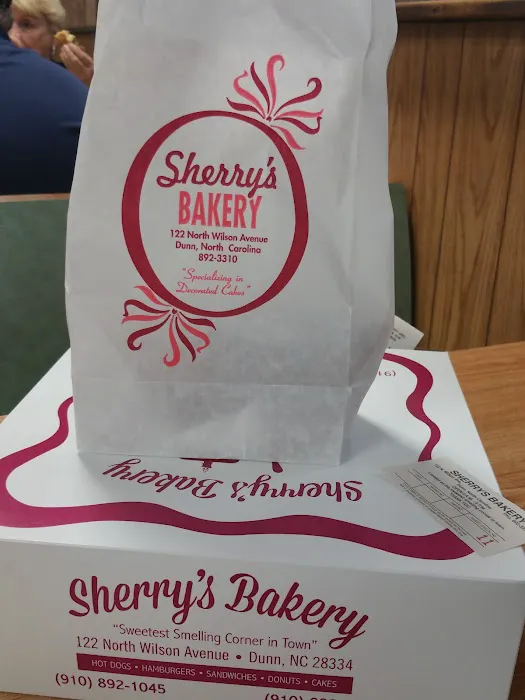 Sherry's
BAKERY
122 North Wilson Avenue
Dunn, North Carolina
892-3310
"Specializing in
Decorated Cakes"
Sherry's Bakery
SHERRYS BAKERY
11
Sherry's Bakery
"Sweetest Smelling Corner in Town"
122 North Wilson Avenue • Dunn, NC 28334
HOT DOGS • HAMBURGERS • SANDWICHES • DONUTS • CAKES
(910) 892-1045
(910)